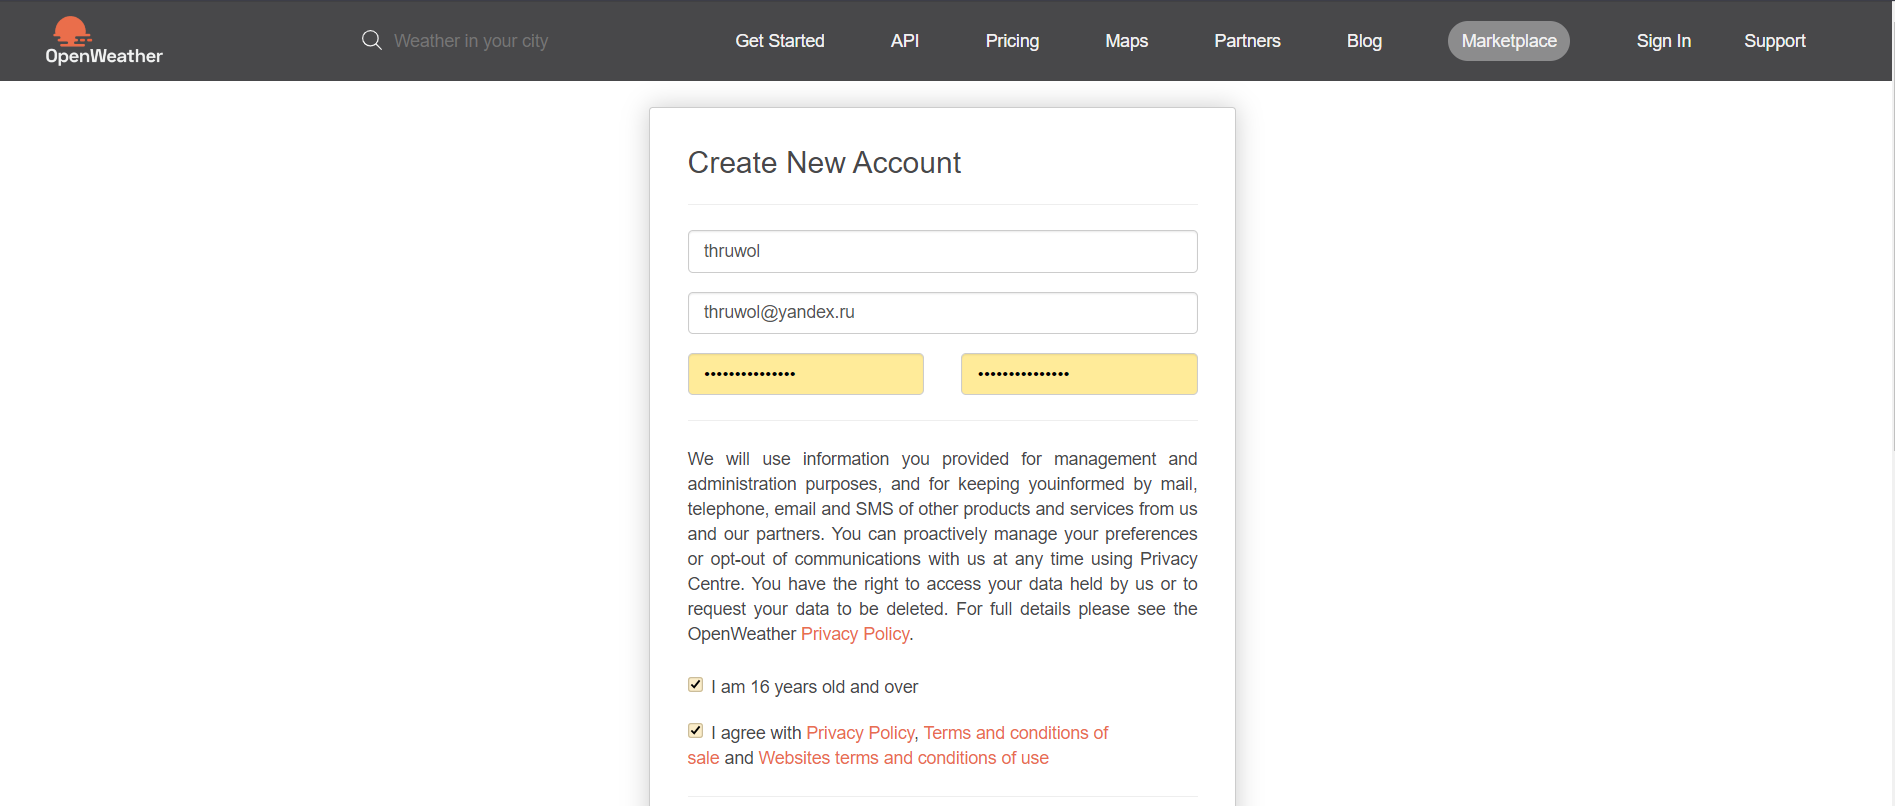 OpenWeather
Weather in your city
Get Started
API
Pricing
Maps
Partners
Blog
Marketplace
Sign In
Support
Create New Account
thruwol
thruwol@yandex.ru
••••••••••••••• •••••••••••••••
We will use information you provided for management and
administration purposes, and for keeping youinformed by mail,
telephone, email and SMS of other products and services from us
and our partners. You can proactively manage your preferences
or opt-out of communications with us at any time using Privacy
Centre. You have the right to access your data held by us or to
request your data to be deleted. For full details please see the
OpenWeather Privacy Policy.
I am 16 years old and over
I agree with Privacy Policy, Terms and conditions of
sale and Websites terms and conditions of use